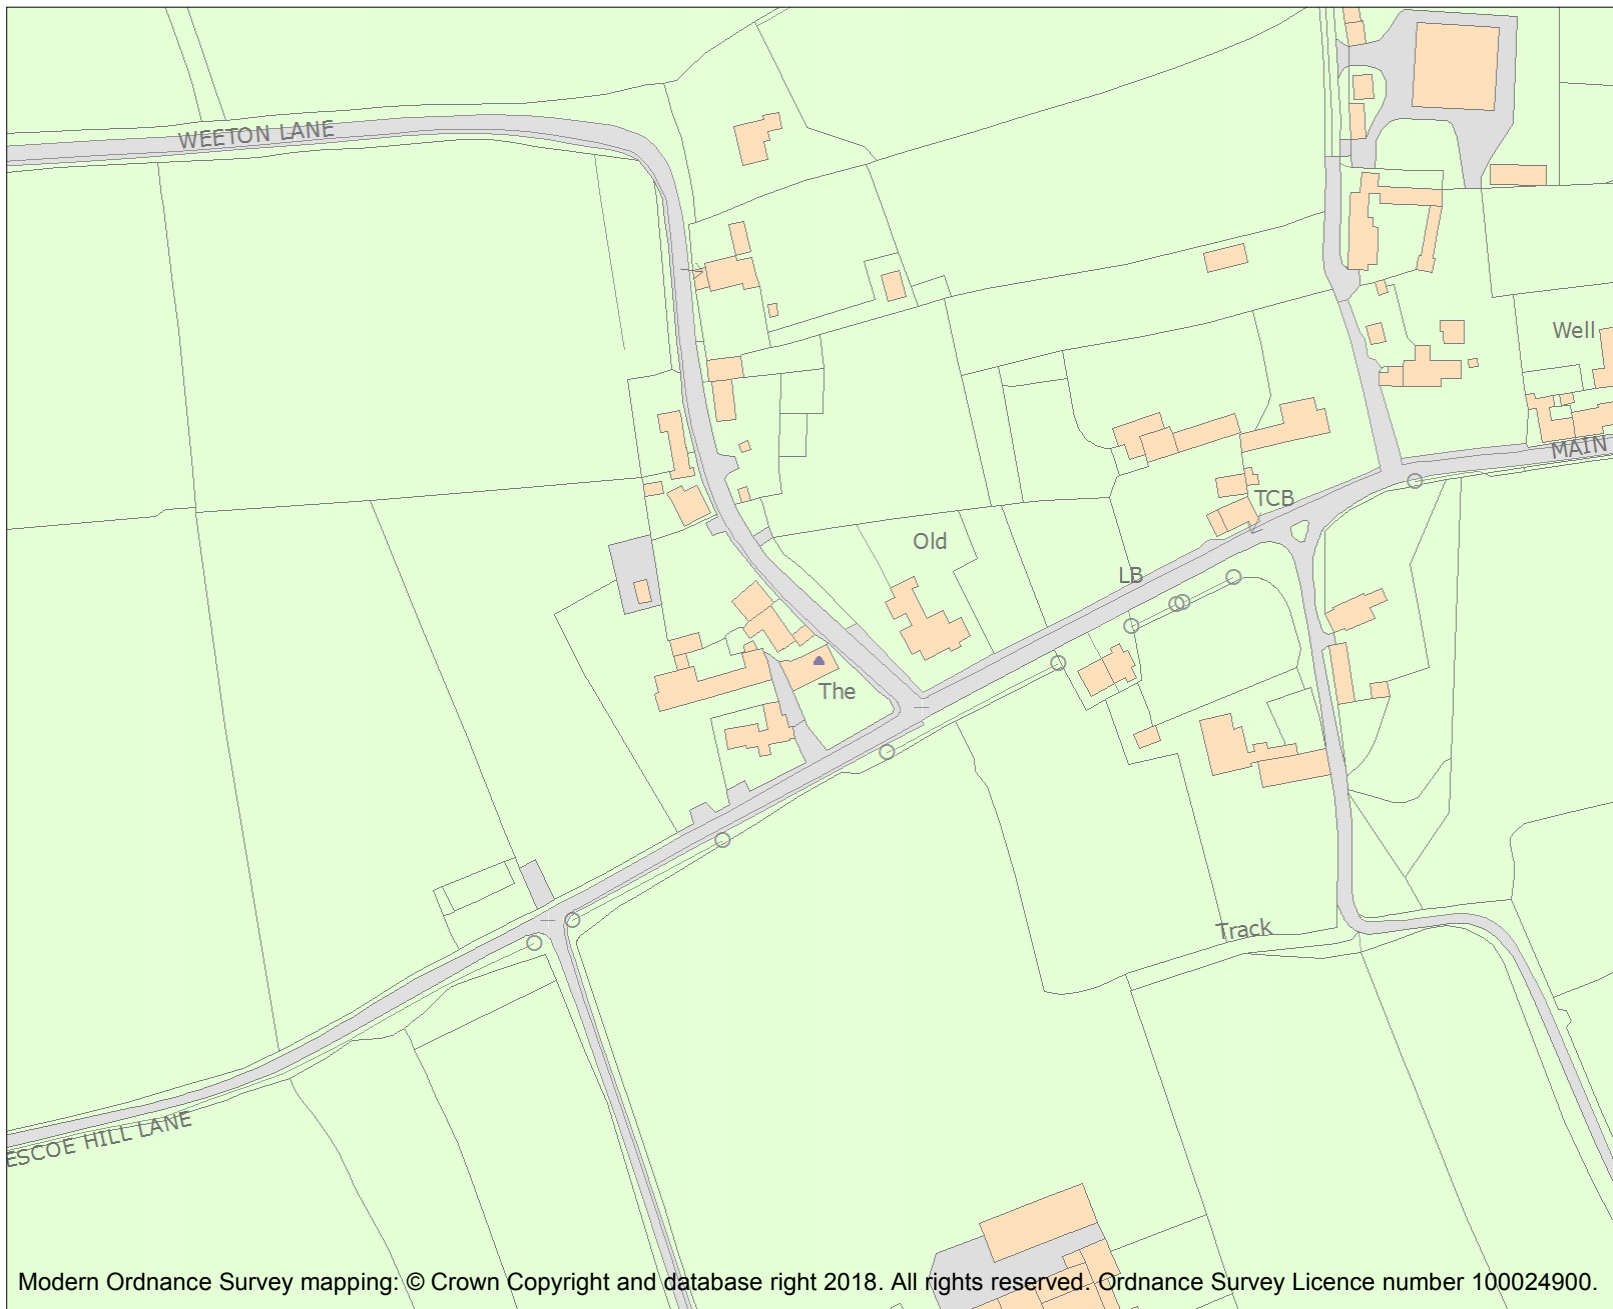 WEETON LANE
Well
MAIN
TCB
Old
LB
The
Track
ESCOE HILL LANE
Modern Ordnance Survey mapping: © Crown Copyright and database right 2018. All rights reserved. Ordnance Survey Licence number 100024900.